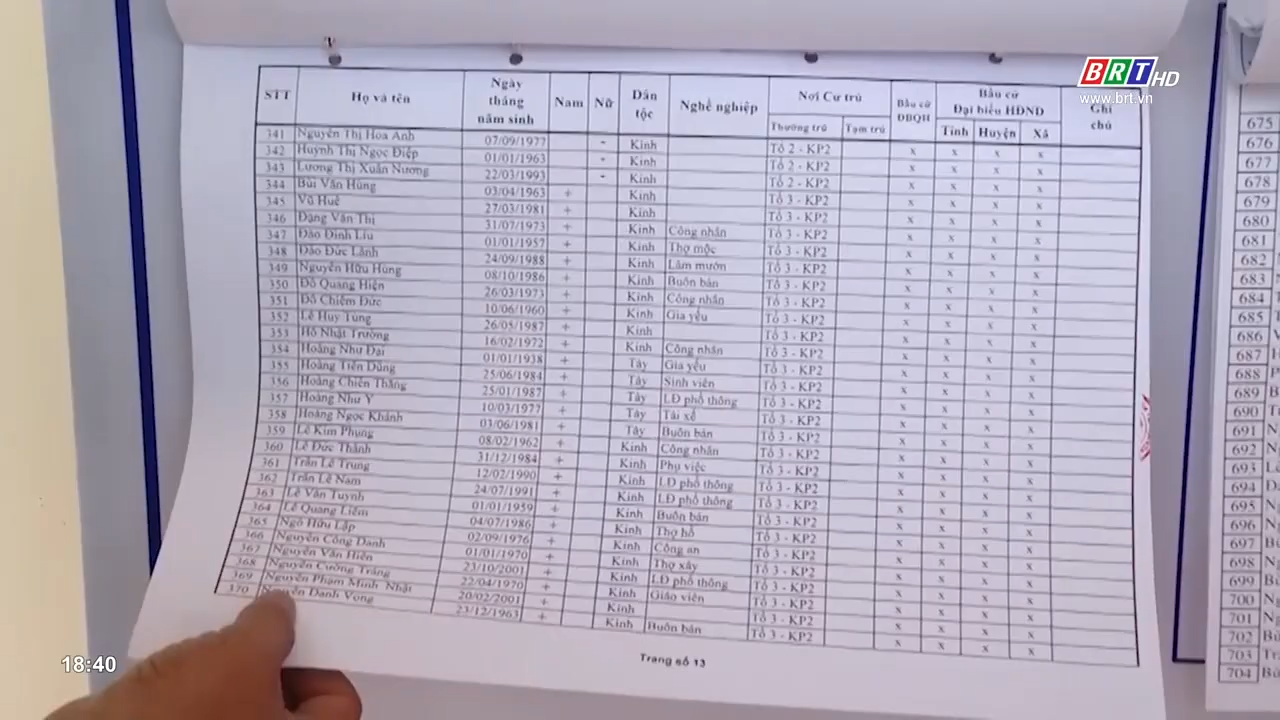 BRT HD
www.brt.vn
STT Họ và tên Ngày tháng năm sinh Nam Nữ Dân tộc Nghề nghiệp Nơi Cư trú Bầu cử ĐBQH Bầu cử Đại biểu HĐND Ghi chú
Thường trú Tạm trú Tỉnh Huyện Xã
341 Nguyễn Thị Hoa Anh 07/09/1977 - Kinh Tổ 2 - KP2 x x x x
342 Huỳnh Thị Ngọc Điệp 01/01/1963 - Kinh Tổ 2 - KP2 x x x x
343 Lương Thị Xuân Nương 22/03/1993 - Kinh Tổ 2 - KP2 x x x x
344 Bùi Văn Hùng 03/04/1963 + Kinh Tổ 3 - KP2 x x x x
345 Võ Huê 27/03/1981 + Kinh Tổ 3 - KP2 x x x x
346 Đặng Văn Thị 31/07/1973 + Kinh Công nhân Tổ 3 - KP2 x x x x
347 Đào Đình Líu 01/01/1957 + Kinh Thợ mộc Tổ 3 - KP2 x x x x
348 Đào Đức Lãnh 24/09/1988 + Kinh Làm mướn Tổ 3 - KP2 x x x x
349 Nguyễn Hữu Hùng 08/10/1986 + Kinh Buôn bán Tổ 3 - KP2 x x x x
350 Đỗ Quang Hiện 26/03/1973 + Kinh Công nhân Tổ 3 - KP2 x x x x
351 Đỗ Chiếm Đức 10/06/1960 + Kinh Già yếu Tổ 3 - KP2 x x x x
352 Lê Huy Tùng 26/05/1987 + Kinh Tổ 3 - KP2 x x x x
353 Hồ Nhật Trường 16/02/1972 + Kinh Công nhân Tổ 3 - KP2 x x x x
354 Hoàng Như Đại 01/01/1938 + Tày Già yếu Tổ 3 - KP2 x x x x
355 Hoàng Tiến Dũng 25/06/1984 + Tày Sinh viên Tổ 3 - KP2 x x x x
356 Hoàng Chiến Thắng 25/01/1987 + Tày LĐ phổ thông Tổ 3 - KP2 x x x x
357 Hoàng Như Ý 10/03/1977 + Tày Tài xế Tổ 3 - KP2 x x x x
358 Hoàng Ngọc Khánh 03/06/1981 + Tày Buôn bán Tổ 3 - KP2 x x x x
359 Lê Kim Phụng 08/02/1962 + Kinh Công nhân Tổ 3 - KP2 x x x x
360 Lê Đức Thành 31/12/1984 + Kinh Phụ việc Tổ 3 - KP2 x x x x
361 Trần Lê Trung 12/02/1990 + Kinh LĐ phổ thông Tổ 3 - KP2 x x x x
362 Trần Lê Nam 24/07/1991 + Kinh LĐ phổ thông Tổ 3 - KP2 x x x x
363 Lê Văn Tuynh 01/01/1959 + Kinh Buôn bán Tổ 3 - KP2 x x x x
364 Lê Quang Liêm 04/07/1986 + Kinh Thợ hồ Tổ 3 - KP2 x x x x
365 Ngô Hữu Lập 02/09/1976 + Kinh Công an Tổ 3 - KP2 x x x x
366 Nguyễn Công Danh 01/01/1970 + Kinh Thợ xây Tổ 3 - KP2 x x x x
367 Nguyễn Văn Hiền 23/10/2001 + Kinh LĐ phổ thông Tổ 3 - KP2 x x x x
368 Nguyễn Cường Tráng 22/04/1970 + Kinh Giáo viên Tổ 3 - KP2 x x x x
369 Nguyễn Phạm Minh Nhật 20/02/2001 + Kinh Tổ 3 - KP2 x x x x
370 Nguyễn Danh Vọng 23/12/1963 + Kinh Buôn bán Tổ 3 - KP2 x x x x
Trang số 13
675
676
677
678
679
680
681
682
683
684
685
686
687
688
689
690
691
692
693
694
695
696
697
698
699
700
701
702
703
704
18:40